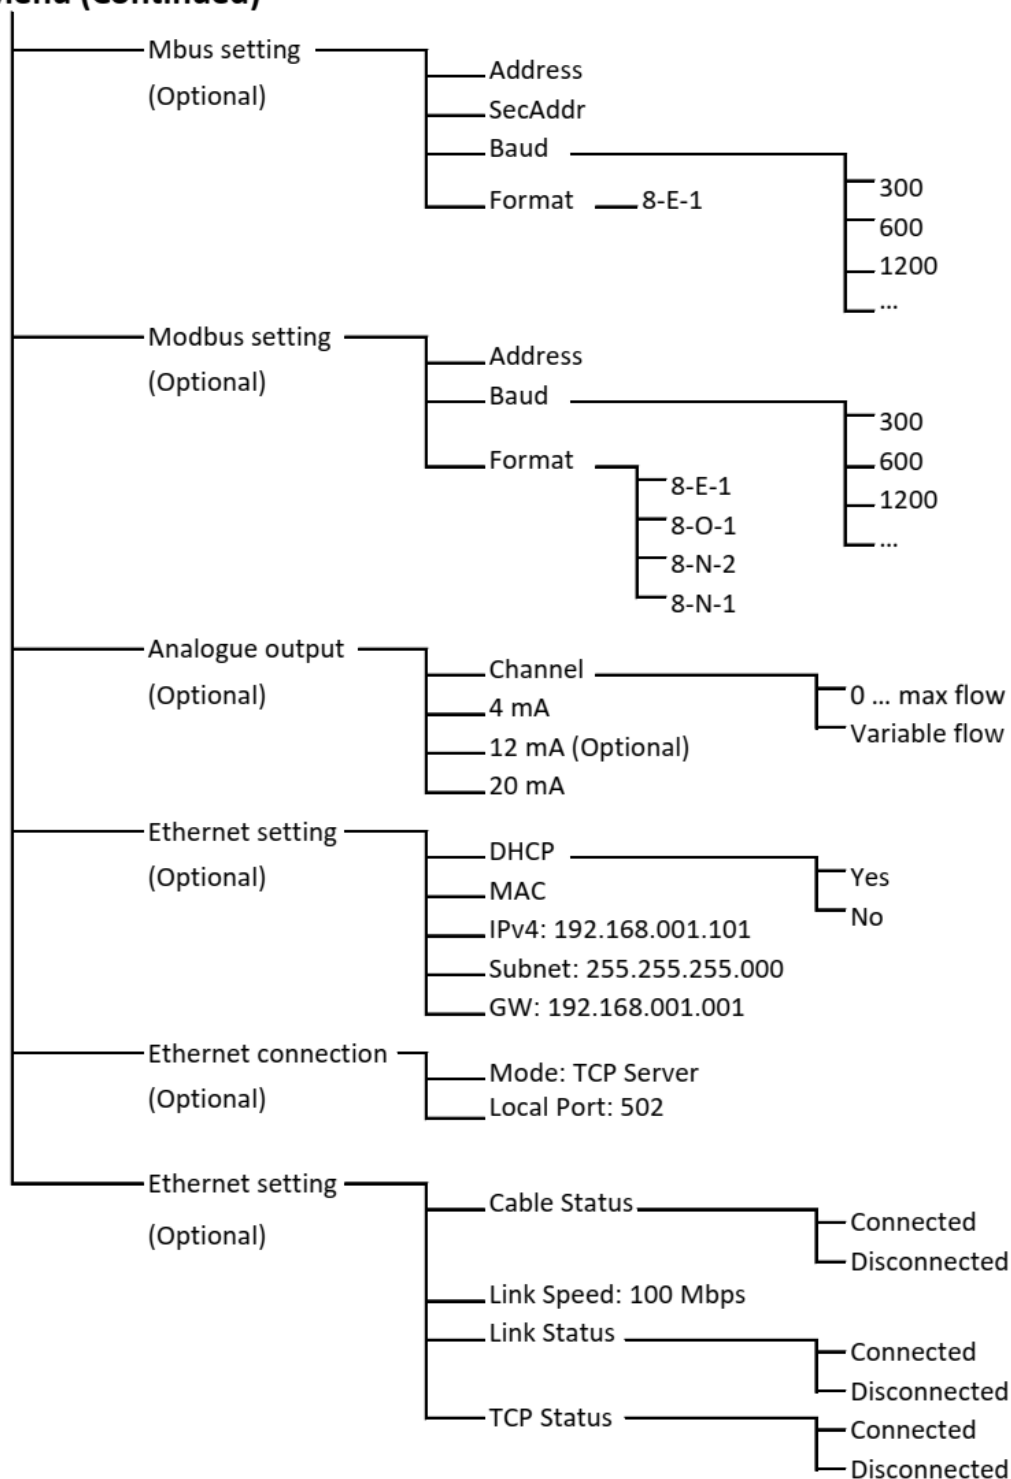 (Continued)
Mbus setting
(Optional)
Address
SecAddr
Baud
300
600
1200
...
Format
8-E-1
Modbus setting
(Optional)
Address
Baud
300
600
1200
...
Format
8-E-1
8-O-1
8-N-2
8-N-1
Analogue output
(Optional)
Channel
0 ... max flow
Variable flow
4 mA
12 mA (Optional)
20 mA
Ethernet setting
(Optional)
DHCP
Yes
No
MAC
IPv4: 192.168.001.101
Subnet: 255.255.255.000
GW: 192.168.001.001
Ethernet connection
(Optional)
Mode: TCP Server
Local Port: 502
Ethernet setting
(Optional)
Cable Status
Connected
Disconnected
Link Speed: 100 Mbps
Link Status
Connected
Disconnected
TCP Status
Connected
Disconnected